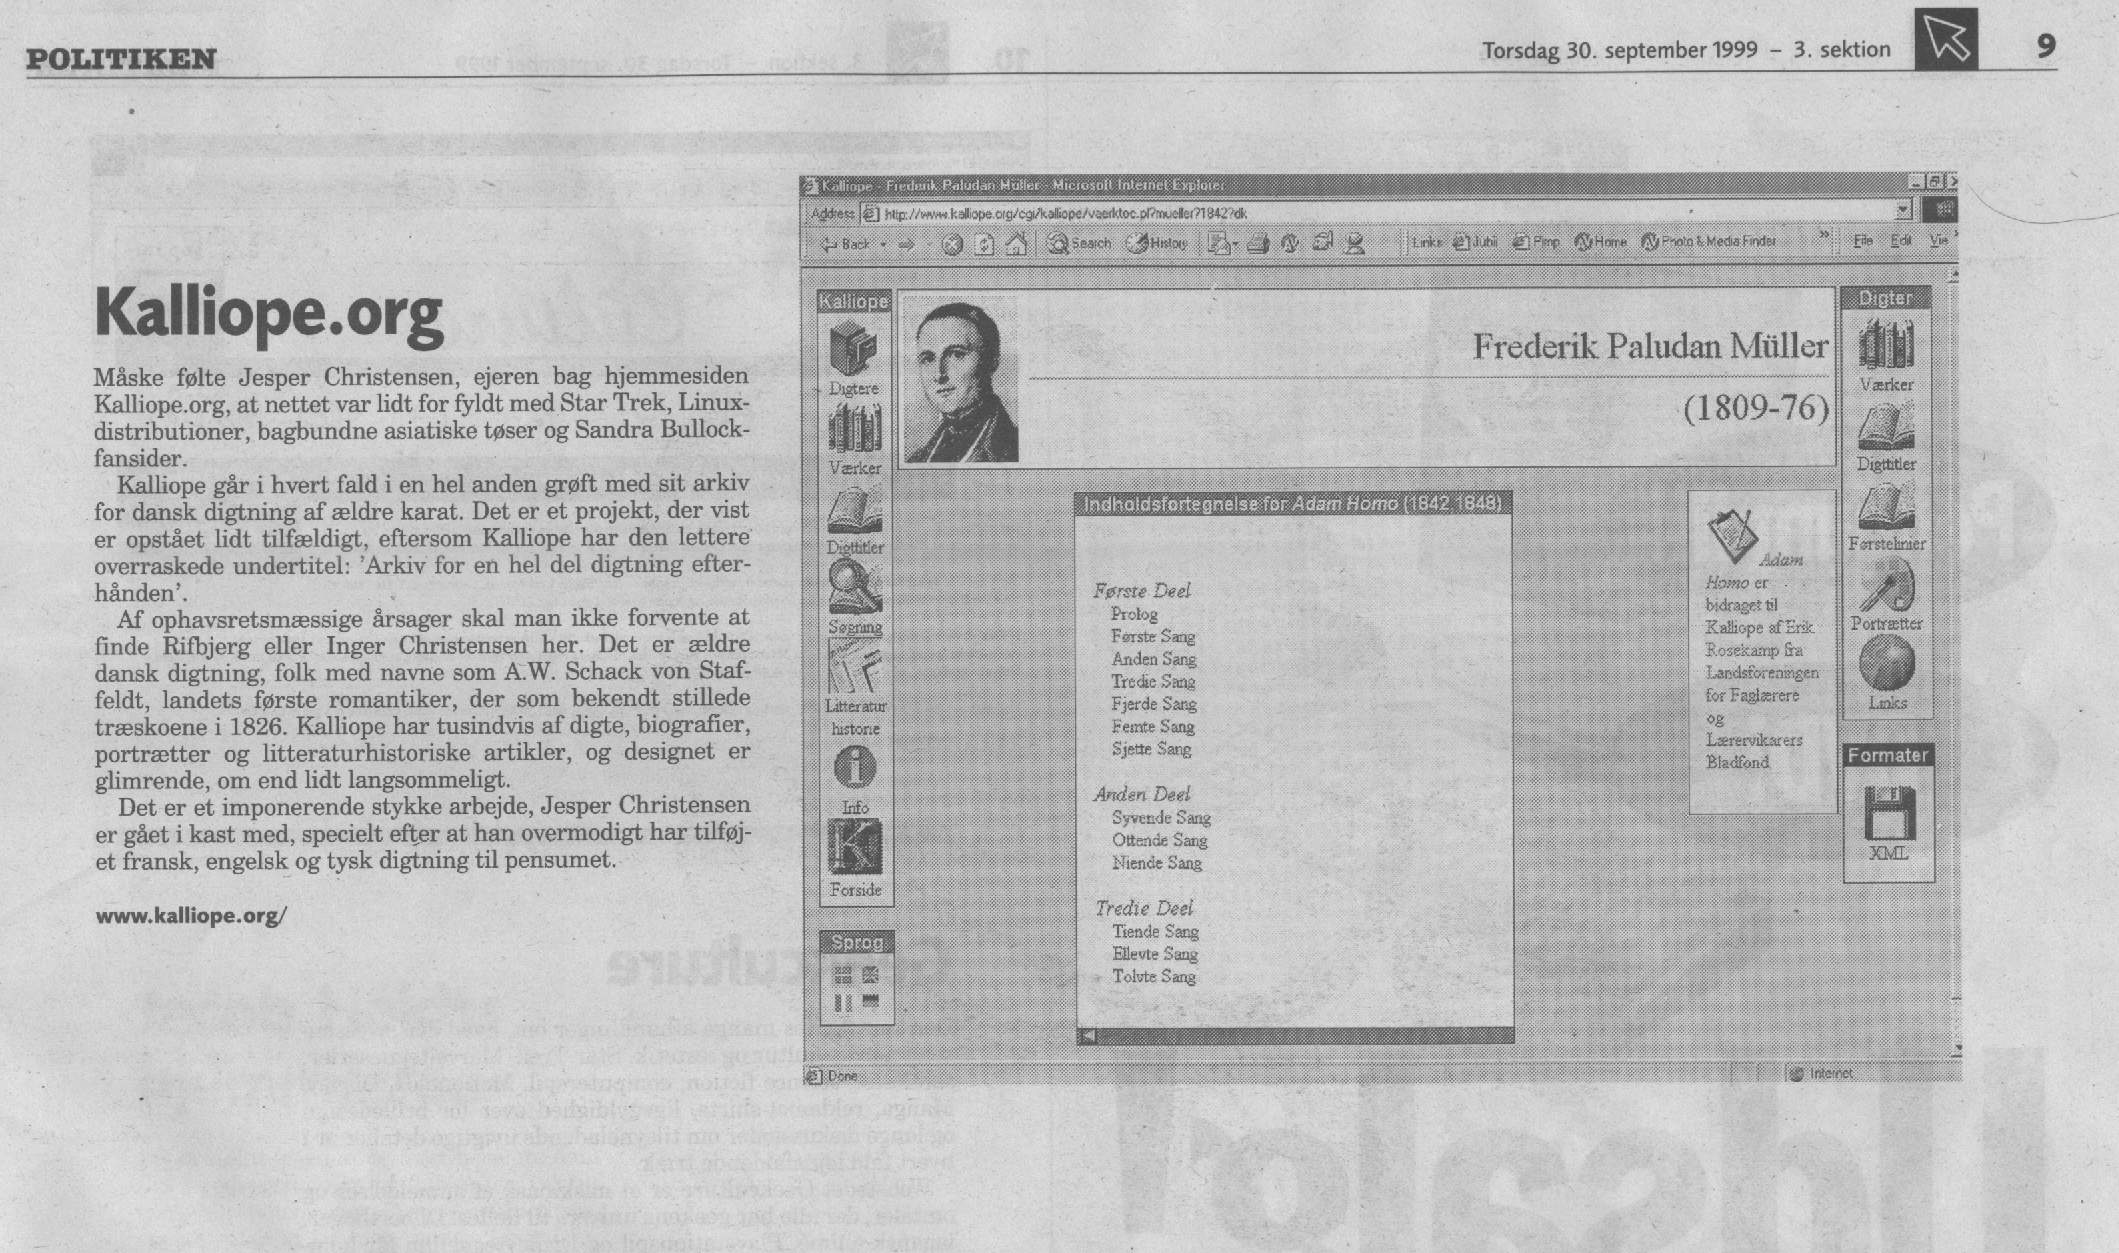 POLITIKEN
Torsdag 30. september 1999 – 3. sektion
9
Kalliope.org
Måske følte Jesper Christensen, ejeren bag hjemmesiden
Kalliope.org, at nettet var lidt for fyldt med Star Trek, Linux-
distributioner, bagbundne asiatiske tøser og Sandra Bullock-
fansider.
Kalliope går i hvert fald i en hel anden grøft med sit arkiv
for dansk digtning af ældre karat. Det er et projekt, der vist
er opstået lidt tilfældigt, eftersom Kalliope har den lettere
overraskede undertitel: 'Arkiv for en hel del digtning efter-
hånden'.
Af ophavsretsmæssige årsager skal man ikke forvente at
finde Rifbjerg eller Inger Christensen her. Det er ældre
dansk digtning, folk med navne som A.W. Schack von Staf-
feldt, landets første romantiker, der som bekendt stillede
træskoene i 1826. Kalliope har tusindvis af digte, biografier,
portrætter og litteraturhistoriske artikler, og designet er
glimrende, om end lidt langsommeligt.
Det er et imponerende stykke arbejde, Jesper Christensen
er gået i kast med, specielt efter at han overmodigt har tilføj-
et fransk, engelsk og tysk digtning til pensumet.
www.kalliope.org/
Kalliope - Frederik Paludan Müller - Microsoft Internet Explorer
Address http://www.kalliope.org/cgi/kalliope/vaerktoc.pl?mueller?1842?dk
Back Search History Links Jubii Pimp Home Photo & Media Finder » File Edit Vie
Kalliope
Digtere
Værker
Digttitler
Søgning
Litteratur
historie
Info
Forside
Sprog
Frederik Paludan Müller
(1809-76)
Indholdsfortegnelse for Adam Homo (1842,1848)
Første Deel
Prolog
Første Sang
Anden Sang
Tredie Sang
Fjerde Sang
Femte Sang
Sjette Sang
Anden Deel
Syvende Sang
Ottende Sang
Niende Sang
Tredie Deel
Tiende Sang
Ellevte Sang
Tolvte Sang
Adam
Homo er
bidraget til
Kalliope af Erik
Rosekamp fra
Landsforeningen
for Faglærere
og
Lærervikarers
Bladfond
Digter
Værker
Digttitler
Førstelinier
Portrætter
Links
Formater
XML
Done
Internet